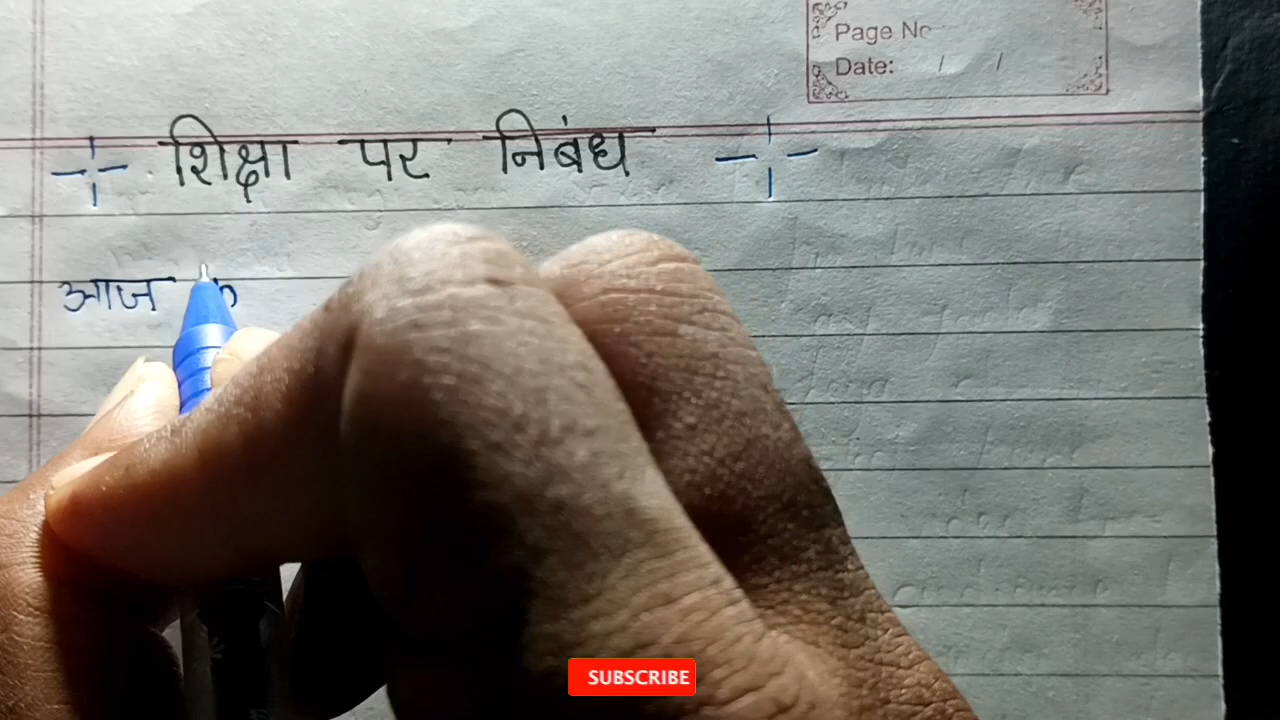 Page No
Date: / /
शिक्षा पर निबंध
आज
SUBSCRIBE